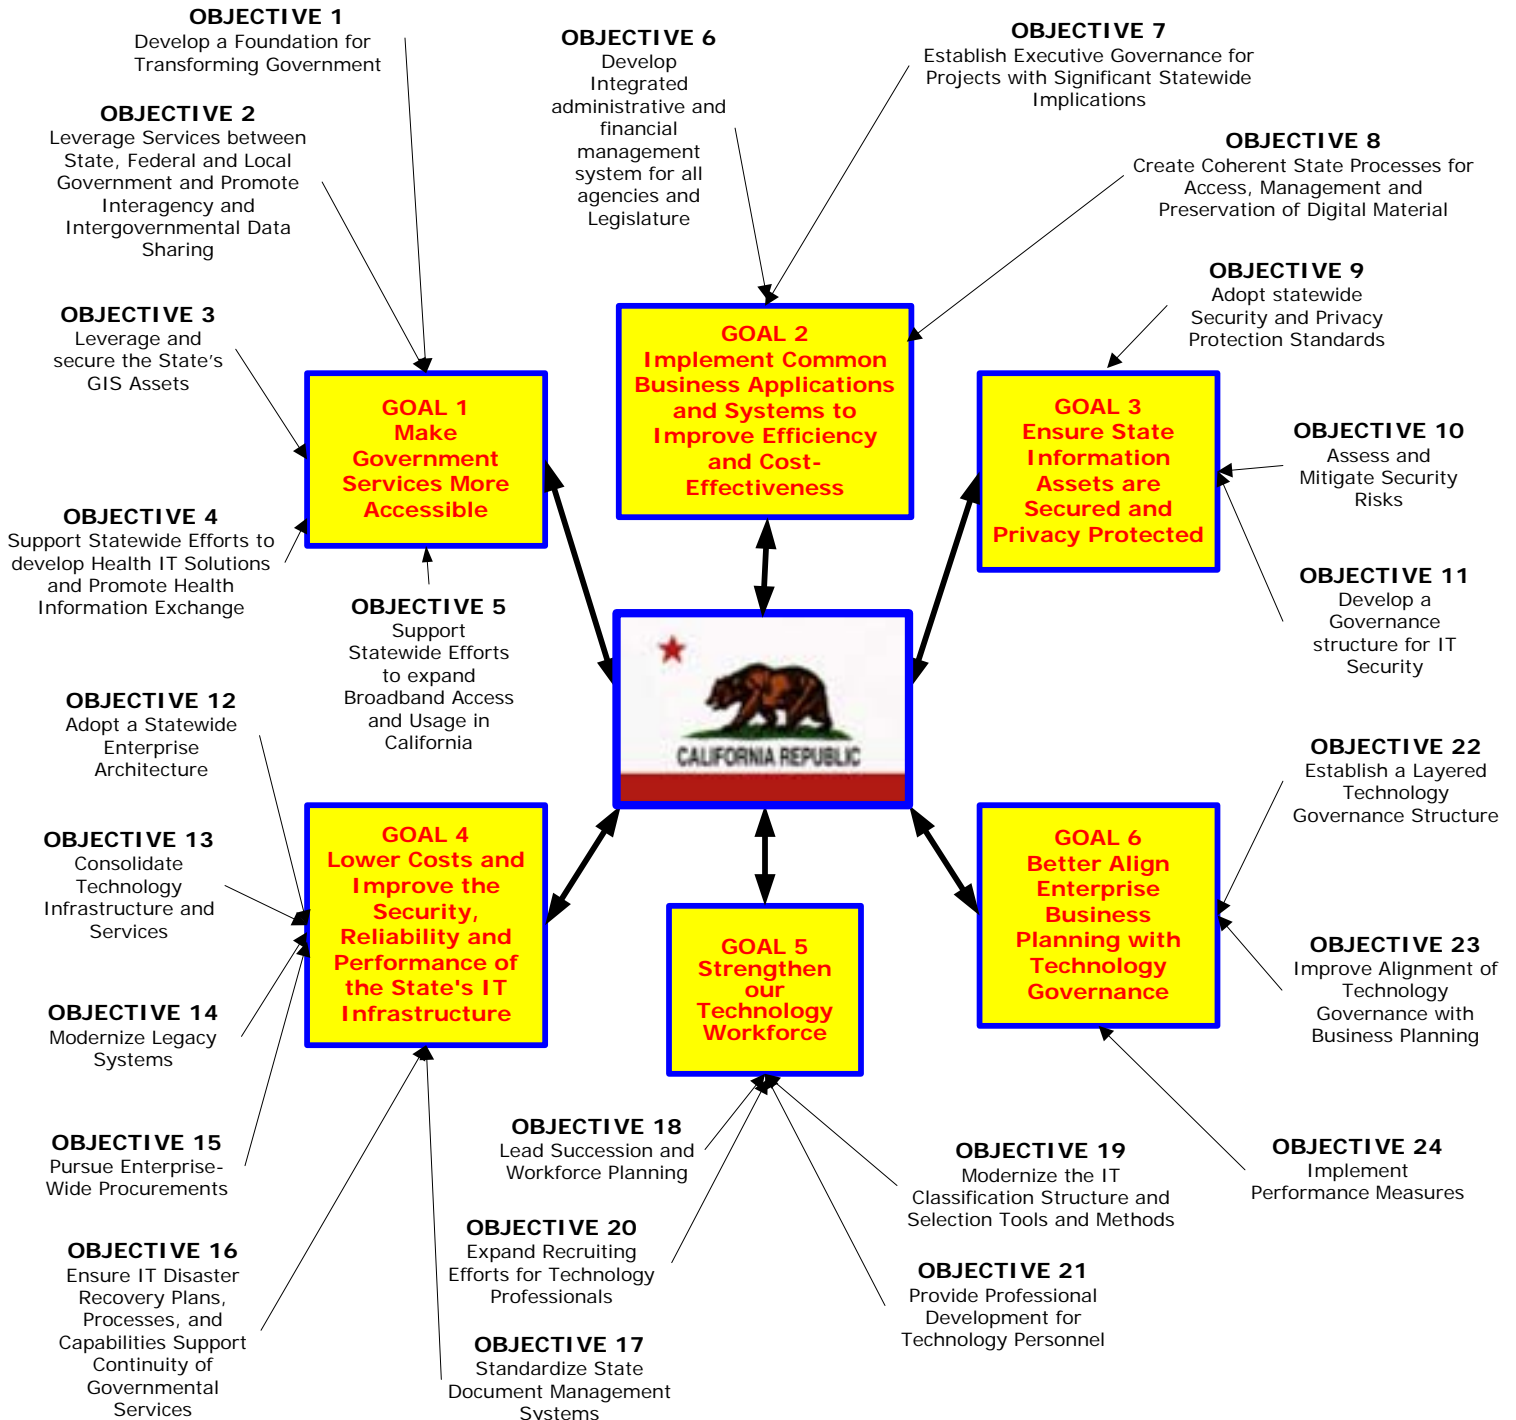 OBJECTIVE 1
Develop a Foundation for
Transforming Government
OBJECTIVE 2
Leverage Services between
State, Federal and Local
Government and Promote
Interagency and
Intergovernmental Data
Sharing
OBJECTIVE 3
Leverage and
secure the State's
GIS Assets
OBJECTIVE 4
Support Statewide Efforts to
develop Health IT Solutions
and Promote Health
Information Exchange
OBJECTIVE 5
Support
Statewide Efforts
to expand
Broadband Access
and Usage in
California
GOAL 1
Make
Government
Services More
Accessible
OBJECTIVE 6
Develop
Integrated
administrative and
financial
management
system for all
agencies and
Legislature
OBJECTIVE 7
Establish Executive Governance for
Projects with Significant Statewide
Implications
OBJECTIVE 8
Create Coherent State Processes for
Access, Management and
Preservation of Digital Material
GOAL 2
Implement Common
Business Applications
and Systems to
Improve Efficiency
and Cost-
Effectiveness
OBJECTIVE 9
Adopt statewide
Security and Privacy
Protection Standards
GOAL 3
Ensure State
Information
Assets are
Secured and
Privacy Protected
OBJECTIVE 10
Assess and
Mitigate Security
Risks
OBJECTIVE 11
Develop a
Governance
structure for IT
Security
CALIFORNIA REPUBLIC
OBJECTIVE 12
Adopt a Statewide
Enterprise
Architecture
OBJECTIVE 13
Consolidate
Technology
Infrastructure and
Services
OBJECTIVE 14
Modernize Legacy
Systems
OBJECTIVE 15
Pursue Enterprise-
Wide Procurements
OBJECTIVE 16
Ensure IT Disaster
Recovery Plans,
Processes, and
Capabilities Support
Continuity of
Governmental
Services
OBJECTIVE 17
Standardize State
Document Management
Systems
GOAL 4
Lower Costs and
Improve the
Security,
Reliability and
Performance of
the State's IT
Infrastructure
GOAL 5
Strengthen
our
Technology
Workforce
OBJECTIVE 18
Lead Succession and
Workforce Planning
OBJECTIVE 19
Modernize the IT
Classification Structure and
Selection Tools and Methods
OBJECTIVE 20
Expand Recruiting
Efforts for Technology
Professionals
OBJECTIVE 21
Provide Professional
Development for
Technology Personnel
GOAL 6
Better Align
Enterprise
Business
Planning with
Technology
Governance
OBJECTIVE 22
Establish a Layered
Technology
Governance Structure
OBJECTIVE 23
Improve Alignment of
Technology
Governance with
Business Planning
OBJECTIVE 24
Implement
Performance Measures